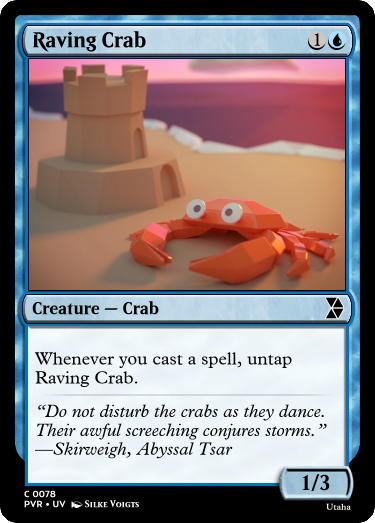 Raving Crab 1
Creature — Crab
Whenever you cast a spell, untap
Raving Crab.
“Do not disturb the crabs as they dance.
Their awful screeching conjures storms.”
—Skirweigh, Abyssal Tsar
1/3
C 0078
PVR • UV SILKE VOIGTS
Utaha